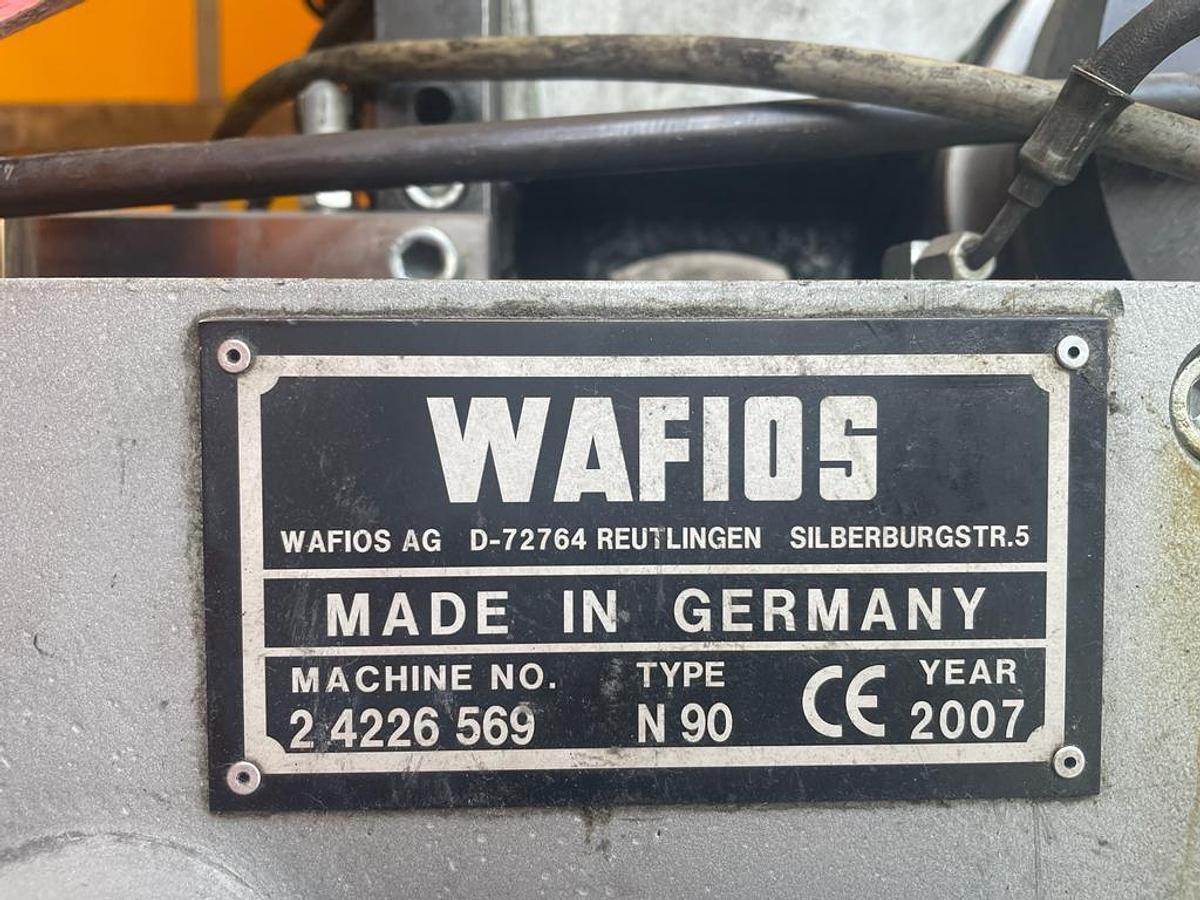 WAFIOS
WAFIOS AG D-72764 REUTLINGEN SILBERBURGSTR.5
MADE IN GERMANY
MACHINE NO. TYPE CE YEAR
2 4226 569 N 90 2007